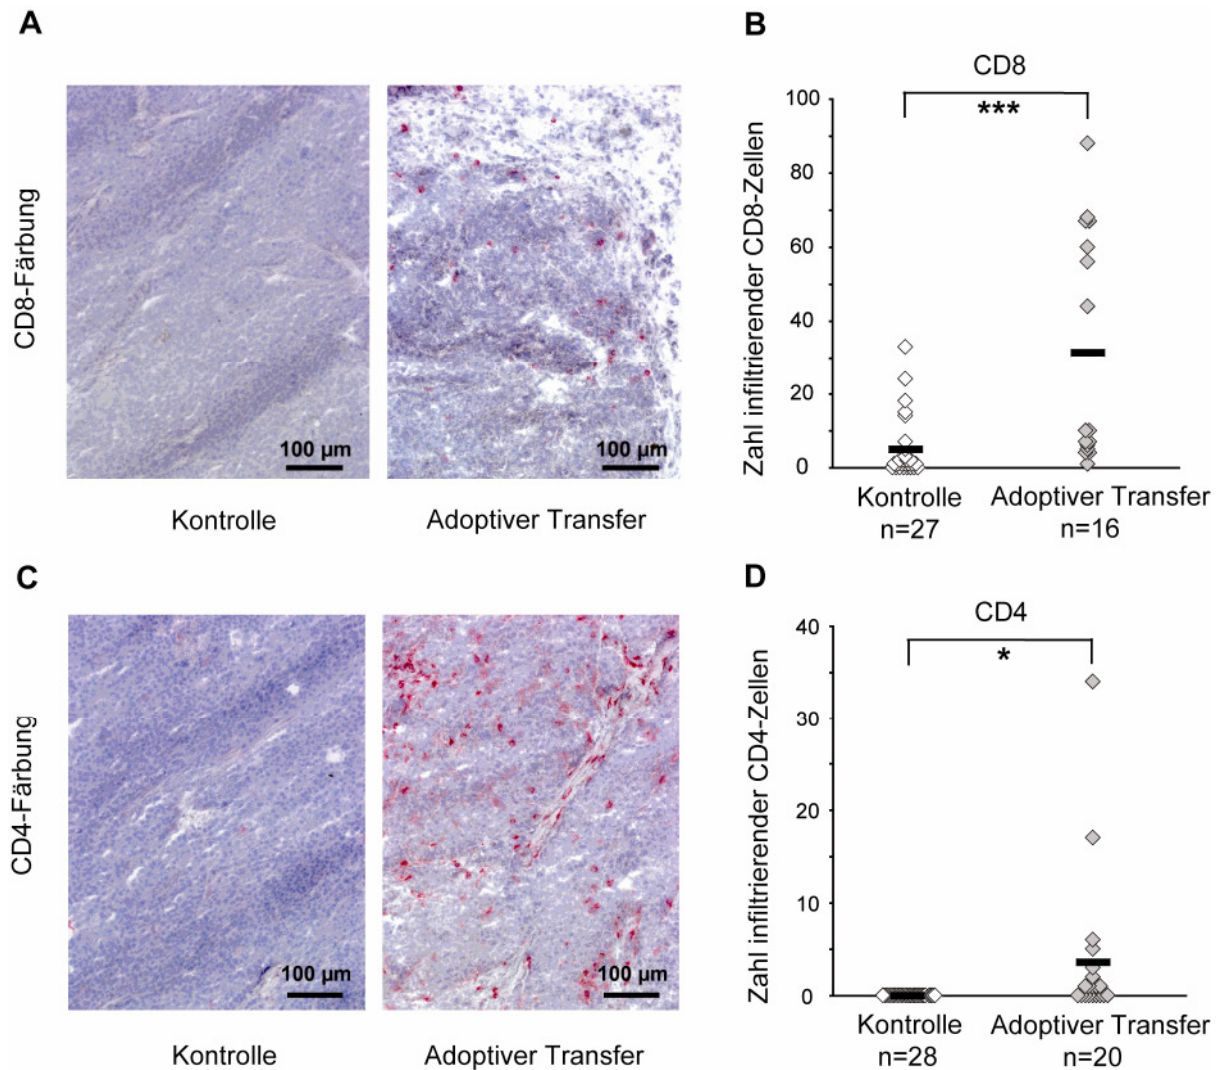 A
CD8-Färbung
100 µm
100 µm
Kontrolle
Adoptiver Transfer
B
CD8
***
Zahl infiltrierender CD8-Zellen
100
80
60
40
20
0
Kontrolle
n=27
Adoptiver Transfer
n=16
C
CD4-Färbung
100 µm
100 µm
Kontrolle
Adoptiver Transfer
D
CD4
*
Zahl infiltrierender CD4-Zellen
40
30
20
10
0
Kontrolle
n=28
Adoptiver Transfer
n=20